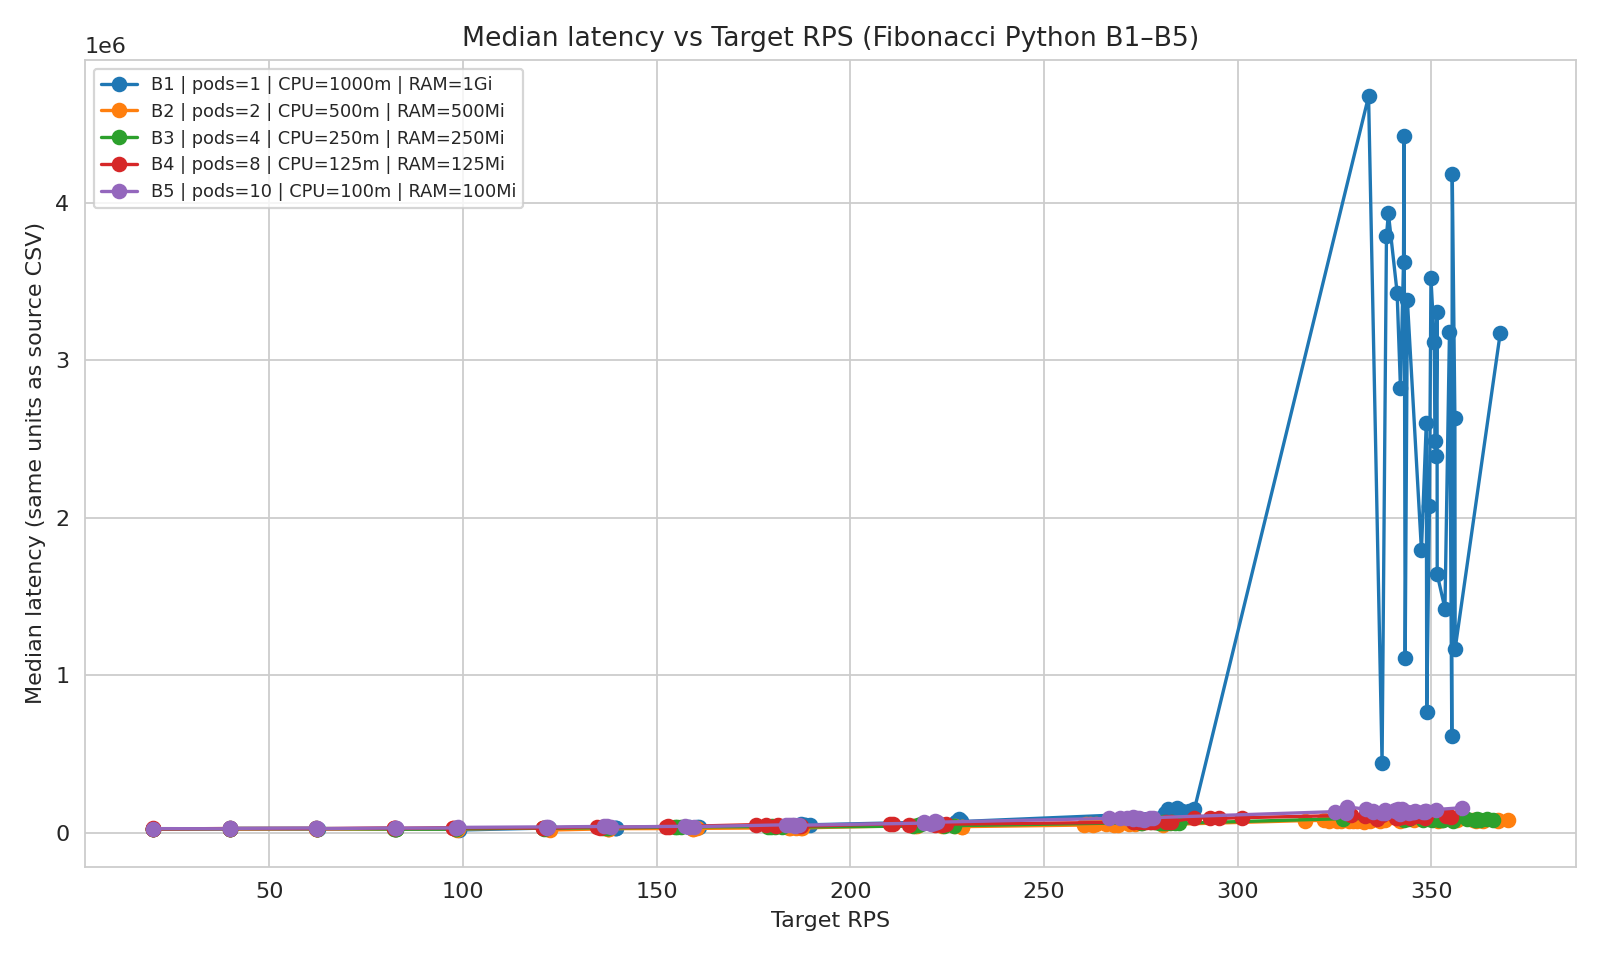 Median latency vs Target RPS (Fibonacci Python B1–B5)
1e6
B1 | pods=1 | CPU=1000m | RAM=1Gi
B2 | pods=2 | CPU=500m | RAM=500Mi
B3 | pods=4 | CPU=250m | RAM=250Mi
B4 | pods=8 | CPU=125m | RAM=125Mi
B5 | pods=10 | CPU=100m | RAM=100Mi
Median latency (same units as source CSV)
4
3
2
1
0
50 100 150 200 250 300 350
Target RPS